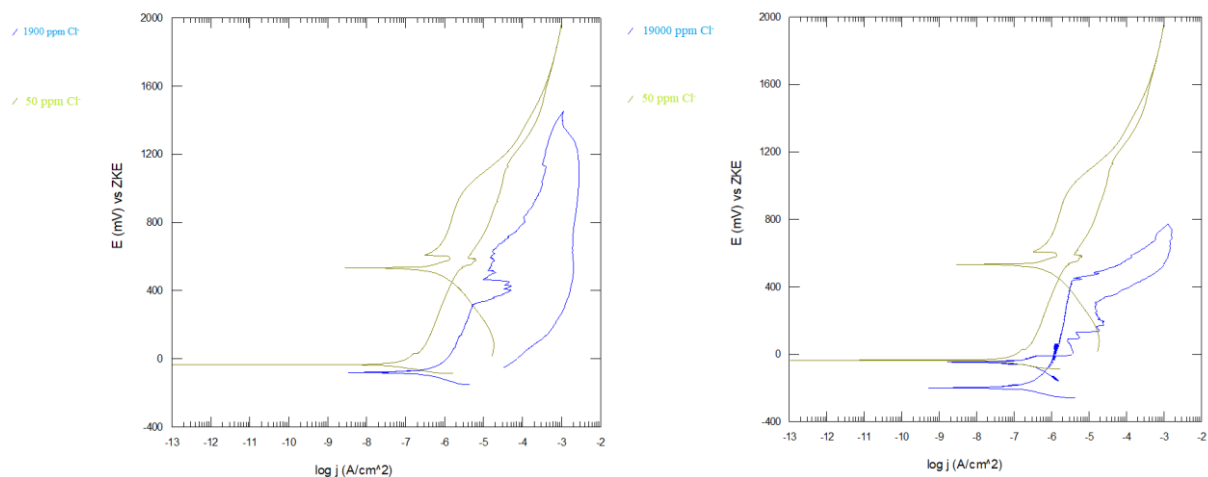 1900 ppm Cl-
50 ppm Cl-
E (mV) vs ZKE
2000
1600
1200
800
400
0
-400
-13 -12 -11 -10 -9 -8 -7 -6 -5 -4 -3 -2
log j (A/cm^2)
19000 ppm Cl-
50 ppm Cl-
E (mV) vs ZKE
2000
1600
1200
800
400
0
-400
-13 -12 -11 -10 -9 -8 -7 -6 -5 -4 -3 -2 -1
log j (A/cm^2)